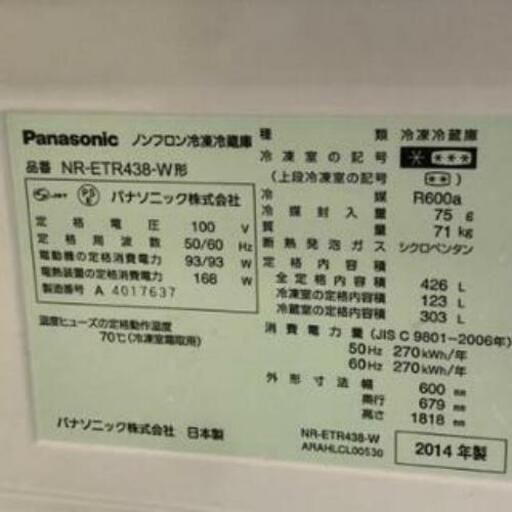 Panasonic ノンフロン冷凍冷蔵庫
品番 NR-ETR438-W形
JET PSE パナソニック株式会社
定格電圧 100 V
定格周波数 50/60 Hz
電動機の定格消費電力 93/93 W
電熱装置の定格消費電力 168 W
製造番号 A 4017637
温度ヒューズの定格動作温度
70℃(冷凍室霜取用)
パナソニック株式会社 日本製
種類 冷凍冷蔵庫
冷凍室の記号 * ***
(上段冷凍室の記号 **)
冷媒 R600a
冷媒封入量 75 g
質量 71 kg
断熱発泡ガス シクロペンタン
定格内容積
全定格内容積 426 L
冷凍室の定格内容積 123 L
冷蔵室の定格内容積 303 L
消費電力量 (JIS C 9801-2006年)
50Hz 270kWh/年
60Hz 270kWh/年
外形寸法 幅 600 mm
奥行 679 mm
高さ 1818 mm
NR-ETR438-W
ARAHLCL00530
2014 年製